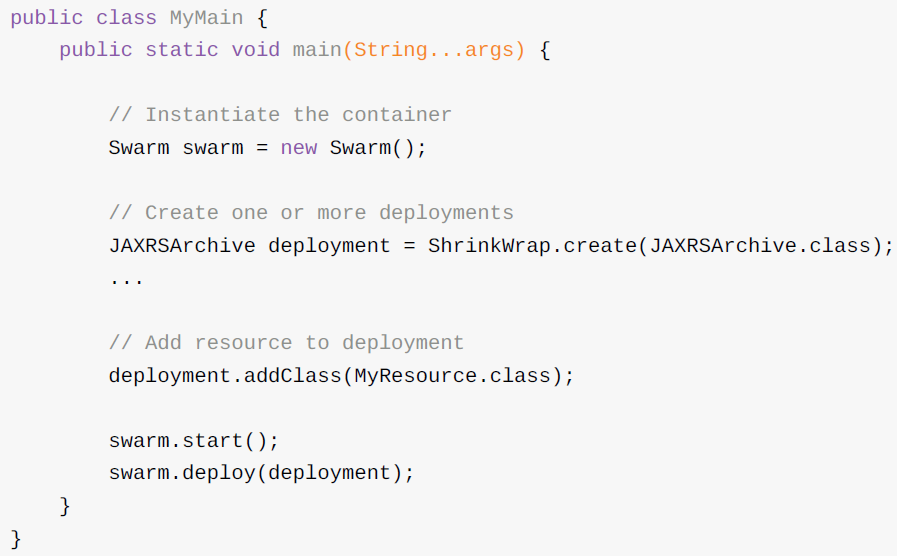 public class MyMain {
    public static void main(String...args) {

        // Instantiate the container
        Swarm swarm = new Swarm();

        // Create one or more deployments
        JAXRSArchive deployment = ShrinkWrap.create(JAXRSArchive.class);
        ...

        // Add resource to deployment
        deployment.addClass(MyResource.class);

        swarm.start();
        swarm.deploy(deployment);
    }
}